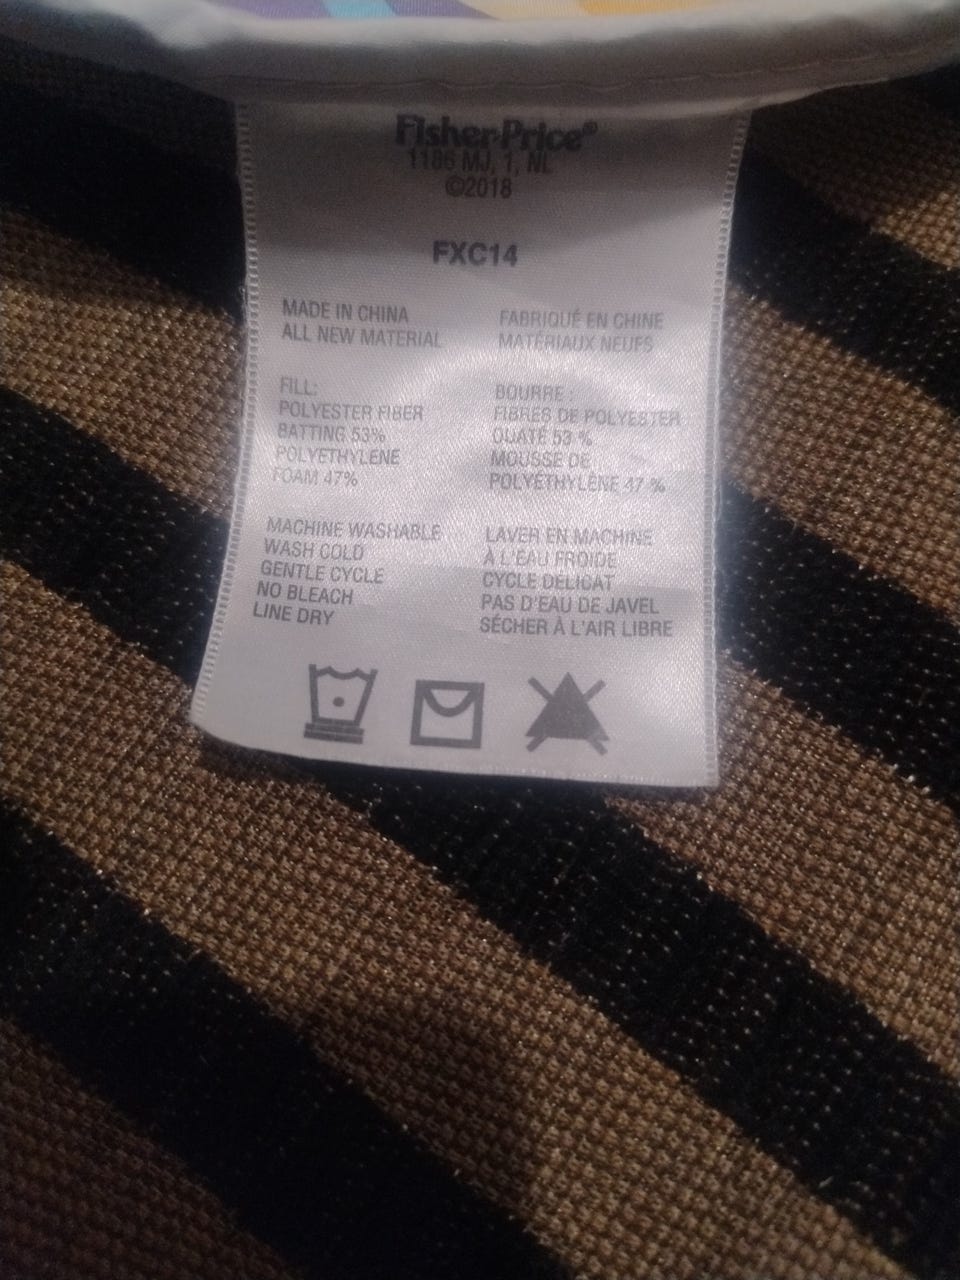 Fisher-Price®
1186 MJ, 1, NL
©2018
FXC14
MADE IN CHINA
ALL NEW MATERIAL
FILL:
POLYESTER FIBER
BATTING 53%
POLYETHYLENE
FOAM 47%
MACHINE WASHABLE
WASH COLD
GENTLE CYCLE
NO BLEACH
LINE DRY
FABRIQUÉ EN CHINE
MATÉRIAUX NEUFS
BOURRE :
FIBRES DE POLYESTER
OUATÉ 53 %
MOUSSE DE
POLYÉTHYLÈNE 47 %
LAVER EN MACHINE
À L'EAU FROIDE
CYCLE DÉLICAT
PAS D'EAU DE JAVEL
SÉCHER À L'AIR LIBRE